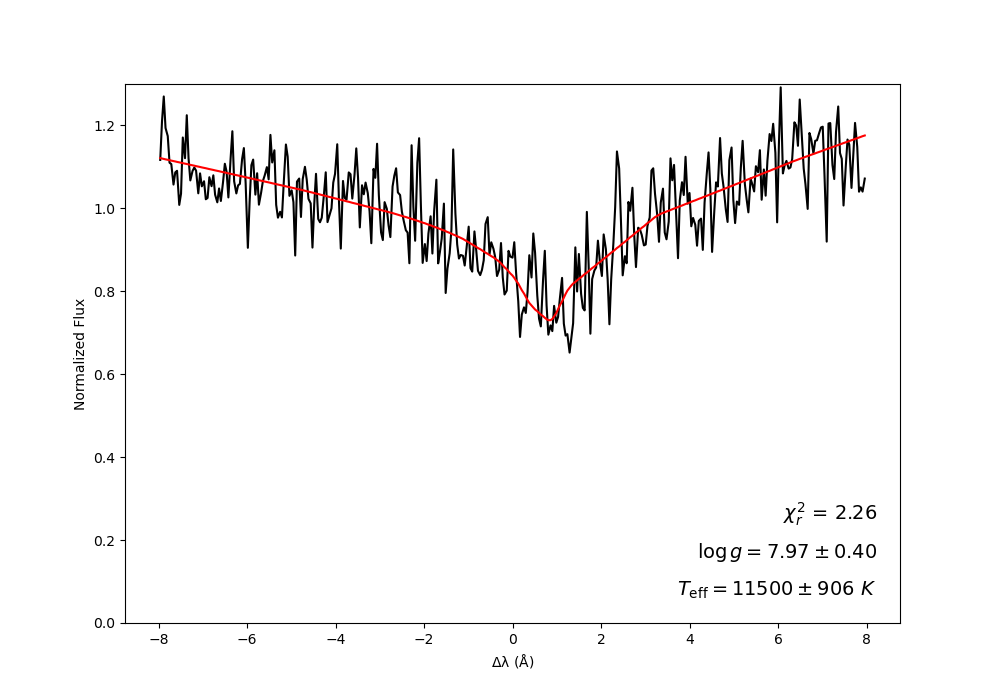 1.2
1.0
0.8
0.6
0.4
0.2
0.0
Normalized Flux
χ²ᵣ = 2.26
log g = 7.97 ± 0.40
T_eff = 11500 ± 906 K
−8 −6 −4 −2 0 2 4 6 8
Δλ (Å)